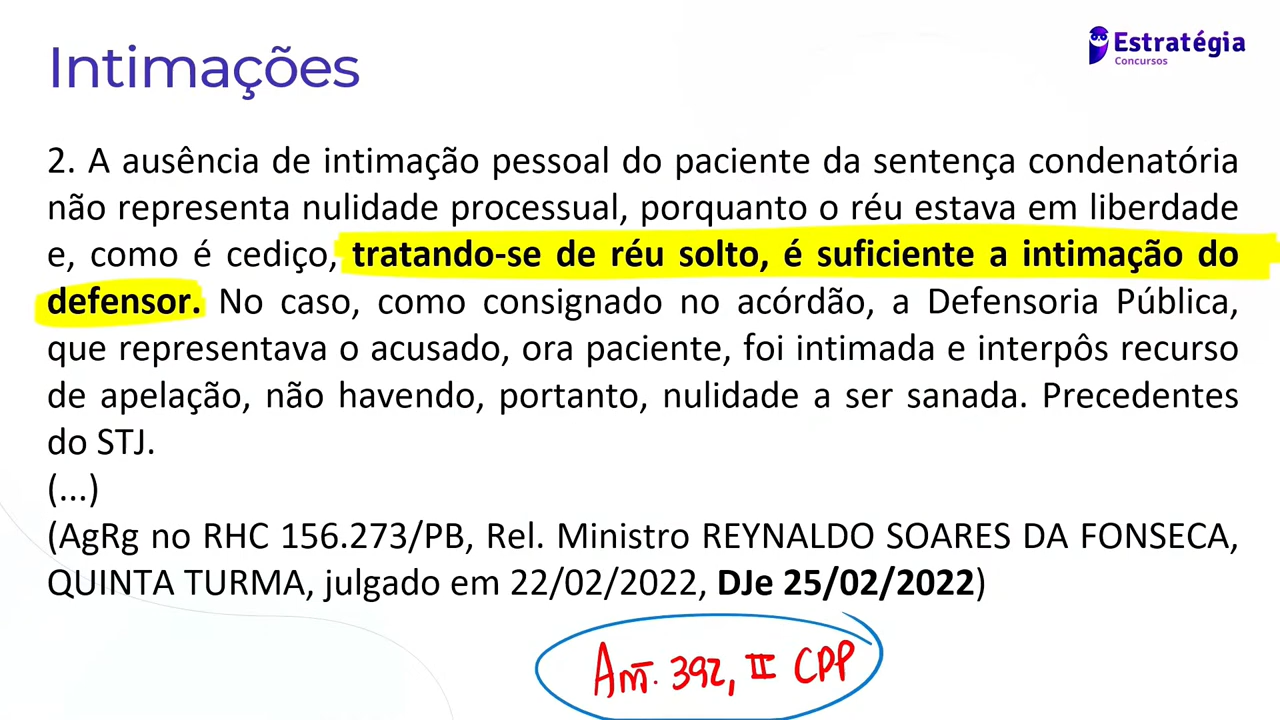 Intimações
Estratégia
Concursos
2. A ausência de intimação pessoal do paciente da sentença condenatória
não representa nulidade processual, porquanto o réu estava em liberdade
e, como é cediço, tratando-se de réu solto, é suficiente a intimação do
defensor. No caso, como consignado no acórdão, a Defensoria Pública,
que representava o acusado, ora paciente, foi intimada e interpôs recurso
de apelação, não havendo, portanto, nulidade a ser sanada. Precedentes
do STJ.
(...)
(AgRg no RHC 156.273/PB, Rel. Ministro REYNALDO SOARES DA FONSECA,
QUINTA TURMA, julgado em 22/02/2022, DJe 25/02/2022)
Art. 392, II CPP